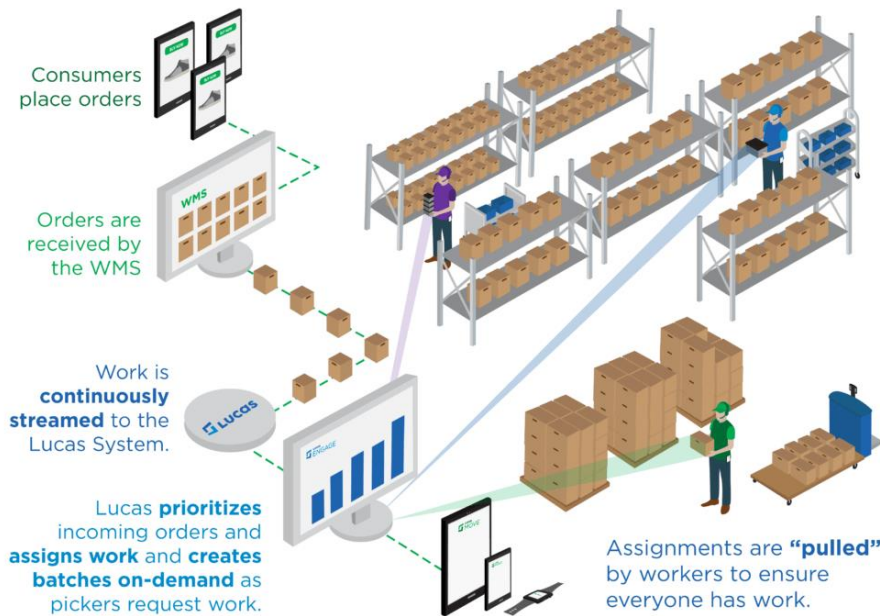 Consumers
place orders
WMS
Orders are
received by
the WMS
Work is
continuously
streamed to the
Lucas System.
Lucas
ENGAGE
Lucas prioritizes
incoming orders and
assigns work and creates
batches on-demand as
pickers request work.
MOVE
Assignments are “pulled”
by workers to ensure
everyone has work.